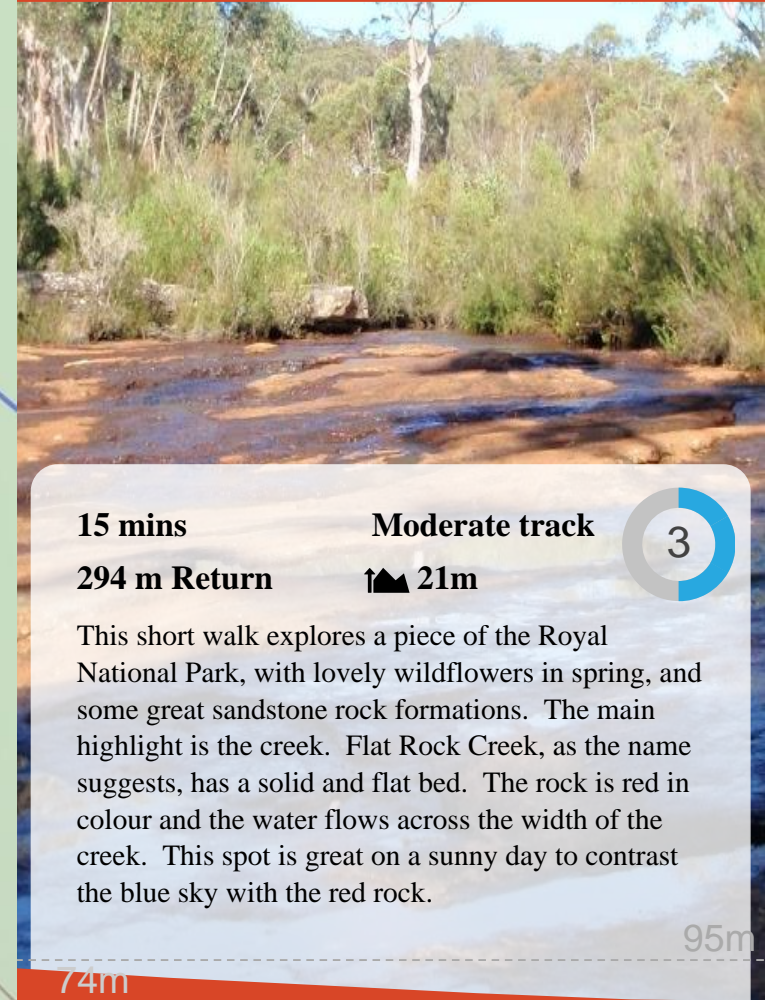 15 mins
Moderate track
3
294 m Return
21m
This short walk explores a piece of the Royal
National Park, with lovely wildflowers in spring, and
some great sandstone rock formations.  The main
highlight is the creek.  Flat Rock Creek, as the name
suggests, has a solid and flat bed.  The rock is red in
colour and the water flows across the width of the
creek.  This spot is great on a sunny day to contrast
the blue sky with the red rock.
95m
74m